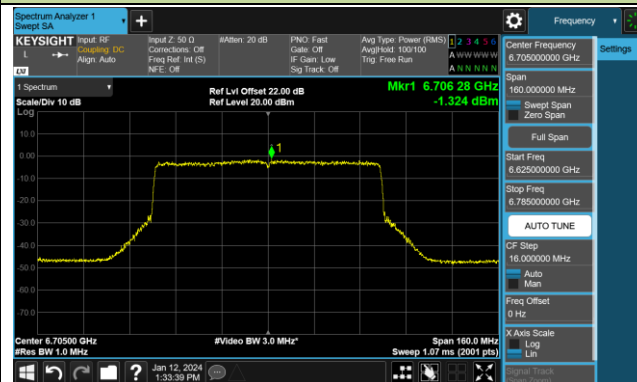 Spectrum Analyzer 1
Swept SA
+
Frequency
KEYSIGHT
L
LXI
Input: RF
Coupling: DC
Align: Auto
Input Z: 50 Ω
Corrections: Off
Freq Ref: Int (S)
NFE: Off
#Atten: 20 dB
PNO: Fast
Gate: Off
IF Gain: Low
Sig Track: Off
Avg Type: Power (RMS)
Avg|Hold: 100/100
Trig: Free Run
1 2 3 4 5 6
A W W W W W
A N N N N N
Center Frequency
6.705000000 GHz
Settings
Span
160.000000 MHz
Swept Span
Zero Span
Full Span
Start Freq
6.625000000 GHz
Stop Freq
6.785000000 GHz
AUTO TUNE
CF Step
16.000000 MHz
Auto
Man
Freq Offset
0 Hz
X Axis Scale
Log
Lin
Signal Track
(Span Zoom)
1 Spectrum
Scale/Div 10 dB
Log
Ref Lvl Offset 22.00 dB
Ref Level 20.00 dBm
Mkr1 6.706 28 GHz
-1.324 dBm
1
10.0
0.00
-10.0
-20.0
-30.0
-40.0
-50.0
-60.0
-70.0
Center 6.70500 GHz
#Res BW 1.0 MHz
#Video BW 3.0 MHz*
Span 160.0 MHz
Sweep 1.07 ms (2001 pts)
?
Jan 12, 2024
1:33:39 PM